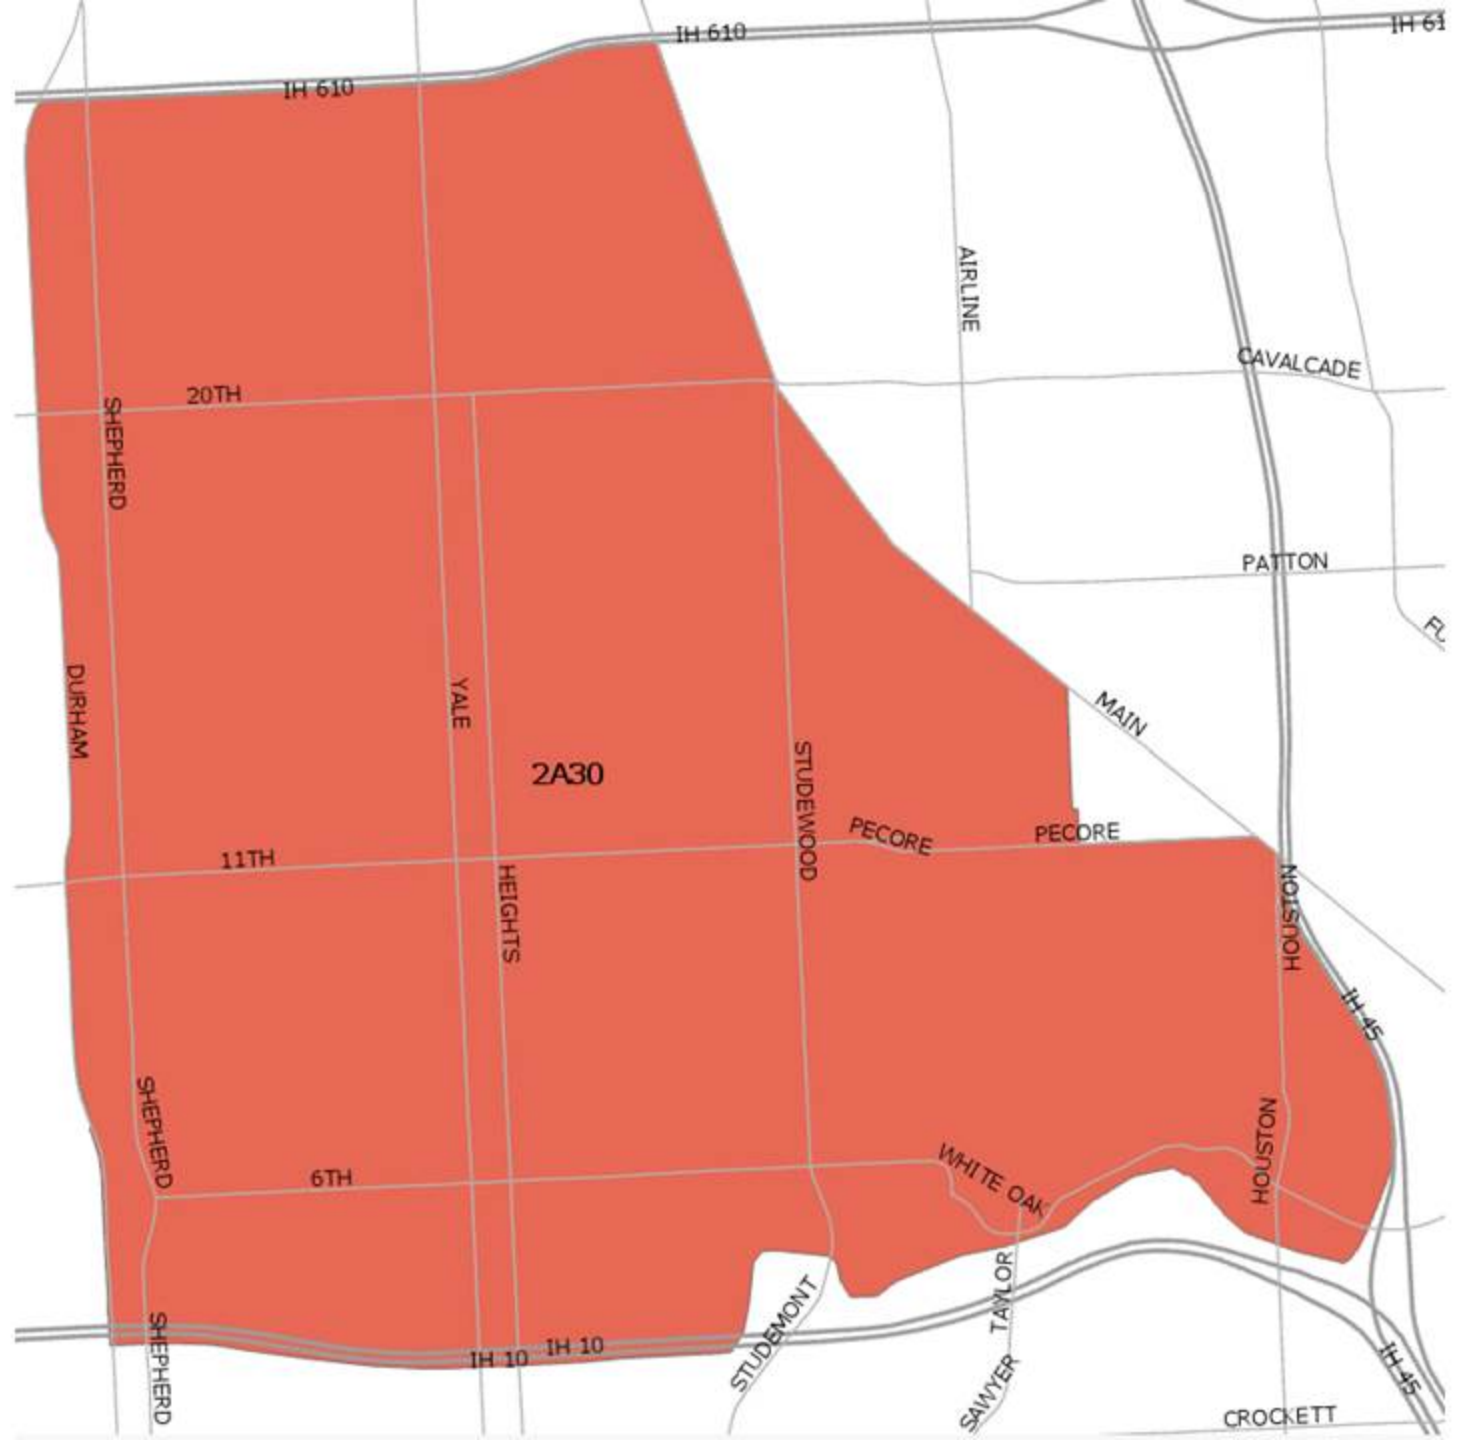 IH 610
IH 61
IH 610
AIRLINE
CAVALCADE
20TH
SHEPHERD
PATTON
FU
DURHAM
YALE
MAIN
2A30
STUDEWOOD
PECORE
PECORE
11TH
HEIGHTS
HOUSTON
IH 45
SHEPHERD
HOUSTON
WHITE OAK
6TH
TAYLOR
STUDEMONT
SHEPHERD
IH 10
IH 10
SAWYER
IH 45
CROCKETT